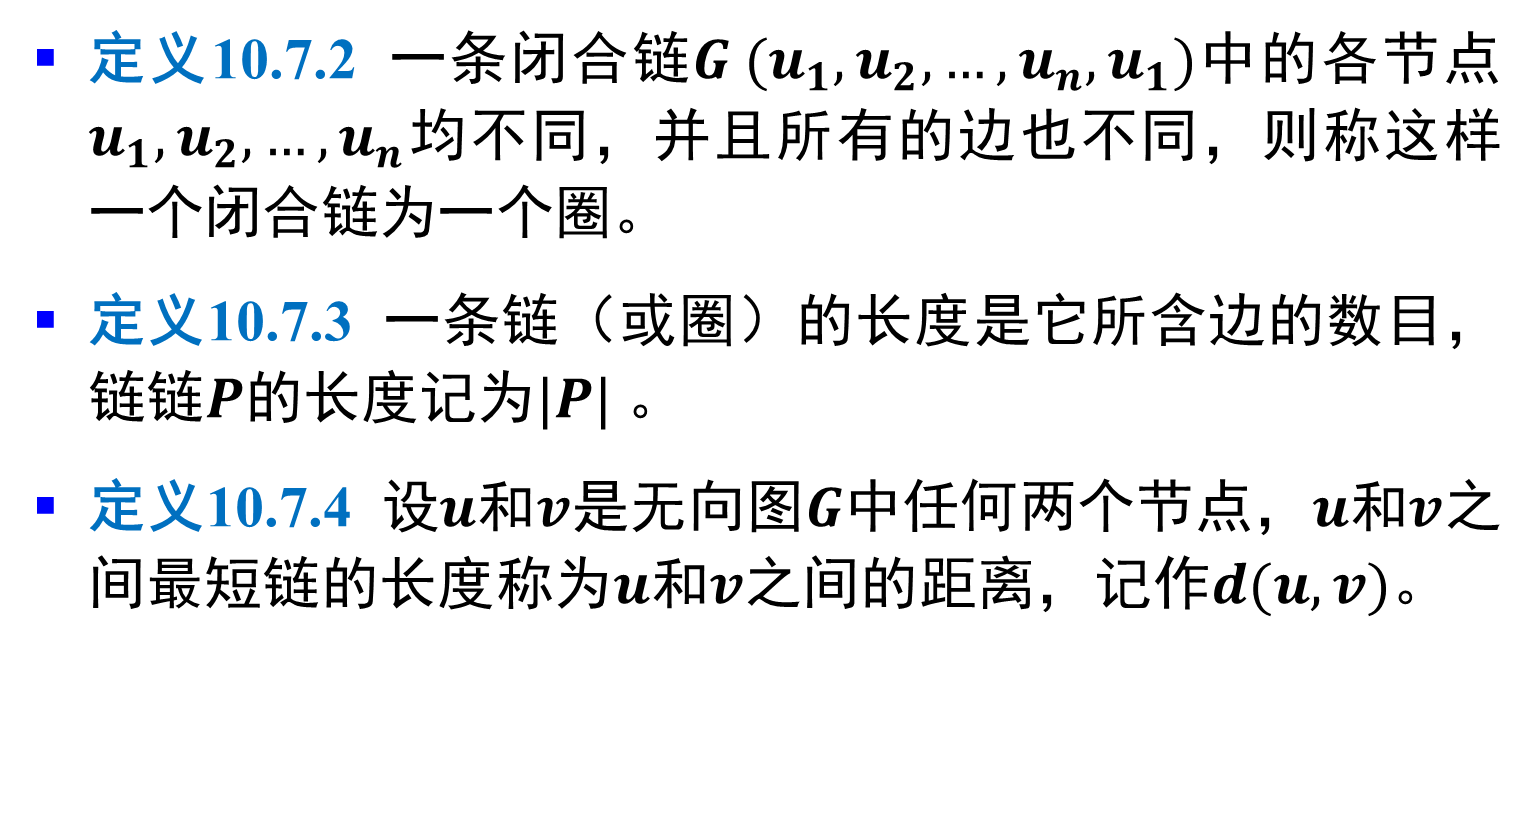 定义10.7.2 一条闭合链G (u₁, u₂, … , uₙ, u₁)中的各节点
u₁, u₂, … , uₙ均不同，并且所有的边也不同，则称这样
一个闭合链为一个圈。
定义10.7.3 一条链（或圈）的长度是它所含边的数目，
链链P的长度记为|P| 。
定义10.7.4 设u和v是无向图G中任何两个节点，u和v之
间最短链的长度称为u和v之间的距离，记作d(u, v)。